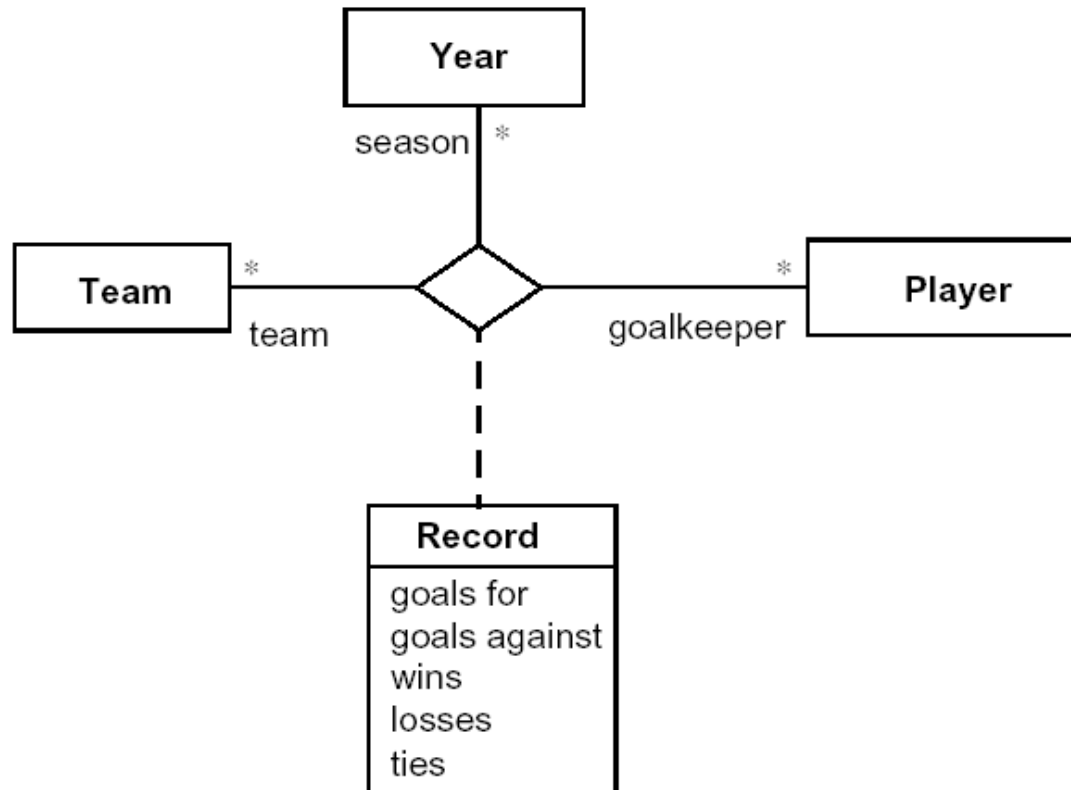 Year
season *
Team * * Player
team goalkeeper
Record
goals for
goals against
wins
losses
ties